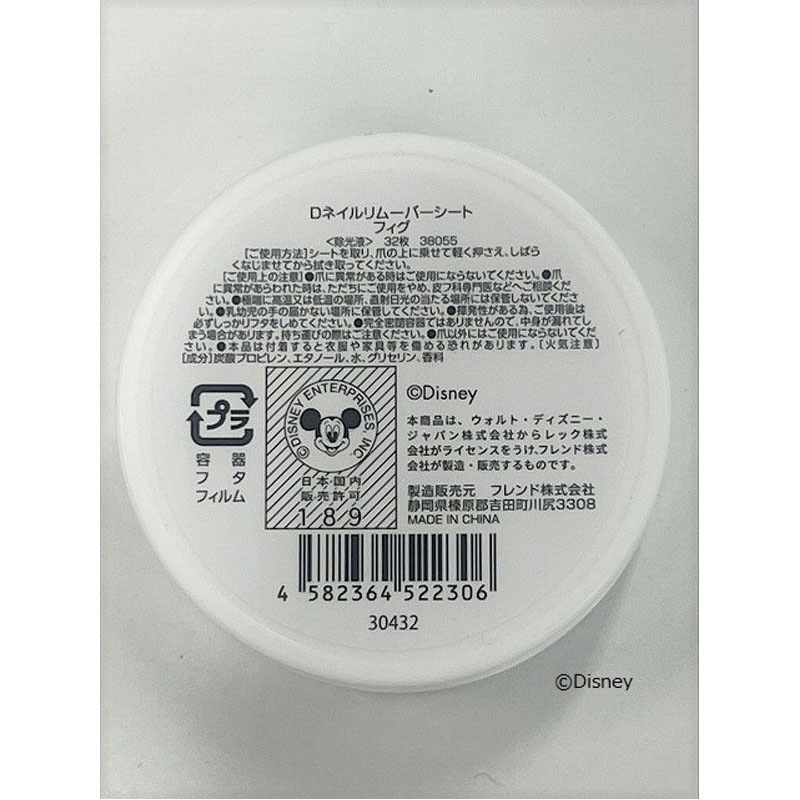 Dネイルリムーバーシート
フィグ
〈除光液〉 32枚 38055
[ご使用方法]シートを取り、爪の上に乗せて軽く押さえ、しばら
くなじませてから拭き取ってください。
[ご使用上の注意]●爪に異常がある時はご使用にならないでください。●爪
に異常があらわれた時は、ただちにご使用をやめ、皮フ科専門医などへご相談くだ
さい。●極端に高温又は低温の場所、直射日光の当たる場所には保管しないでくださ
い。●乳幼児の手の届かない場所に保管してください。●揮発性がある為、ご使用後は
必ずしっかりフタをしめてください。●完全密閉容器ではありませんので、中身が漏れてし
まう場合があります。持ち運びの際はご注意ください。●爪以外にはご使用にならないでくだ
さい。●本品は付着すると衣服や家具等を傷める恐れがあります。[火気注意]
[成分]炭酸プロピレン、エタノール、水、グリセリン、香料
プラ
容器
フタ
フィルム
©DISNEY ENTERPRISES, INC.
日本国内
販売許可
189
©Disney
本商品は、ウォルト・ディズニー・
ジャパン株式会社からレック株式
会社がライセンスをうけ、フレンド株式
会社が製造・販売するものです。
製造販売元 フレンド株式会社
静岡県榛原郡吉田町川尻3308
MADE IN CHINA
4 582364 522306
30432
©Disney